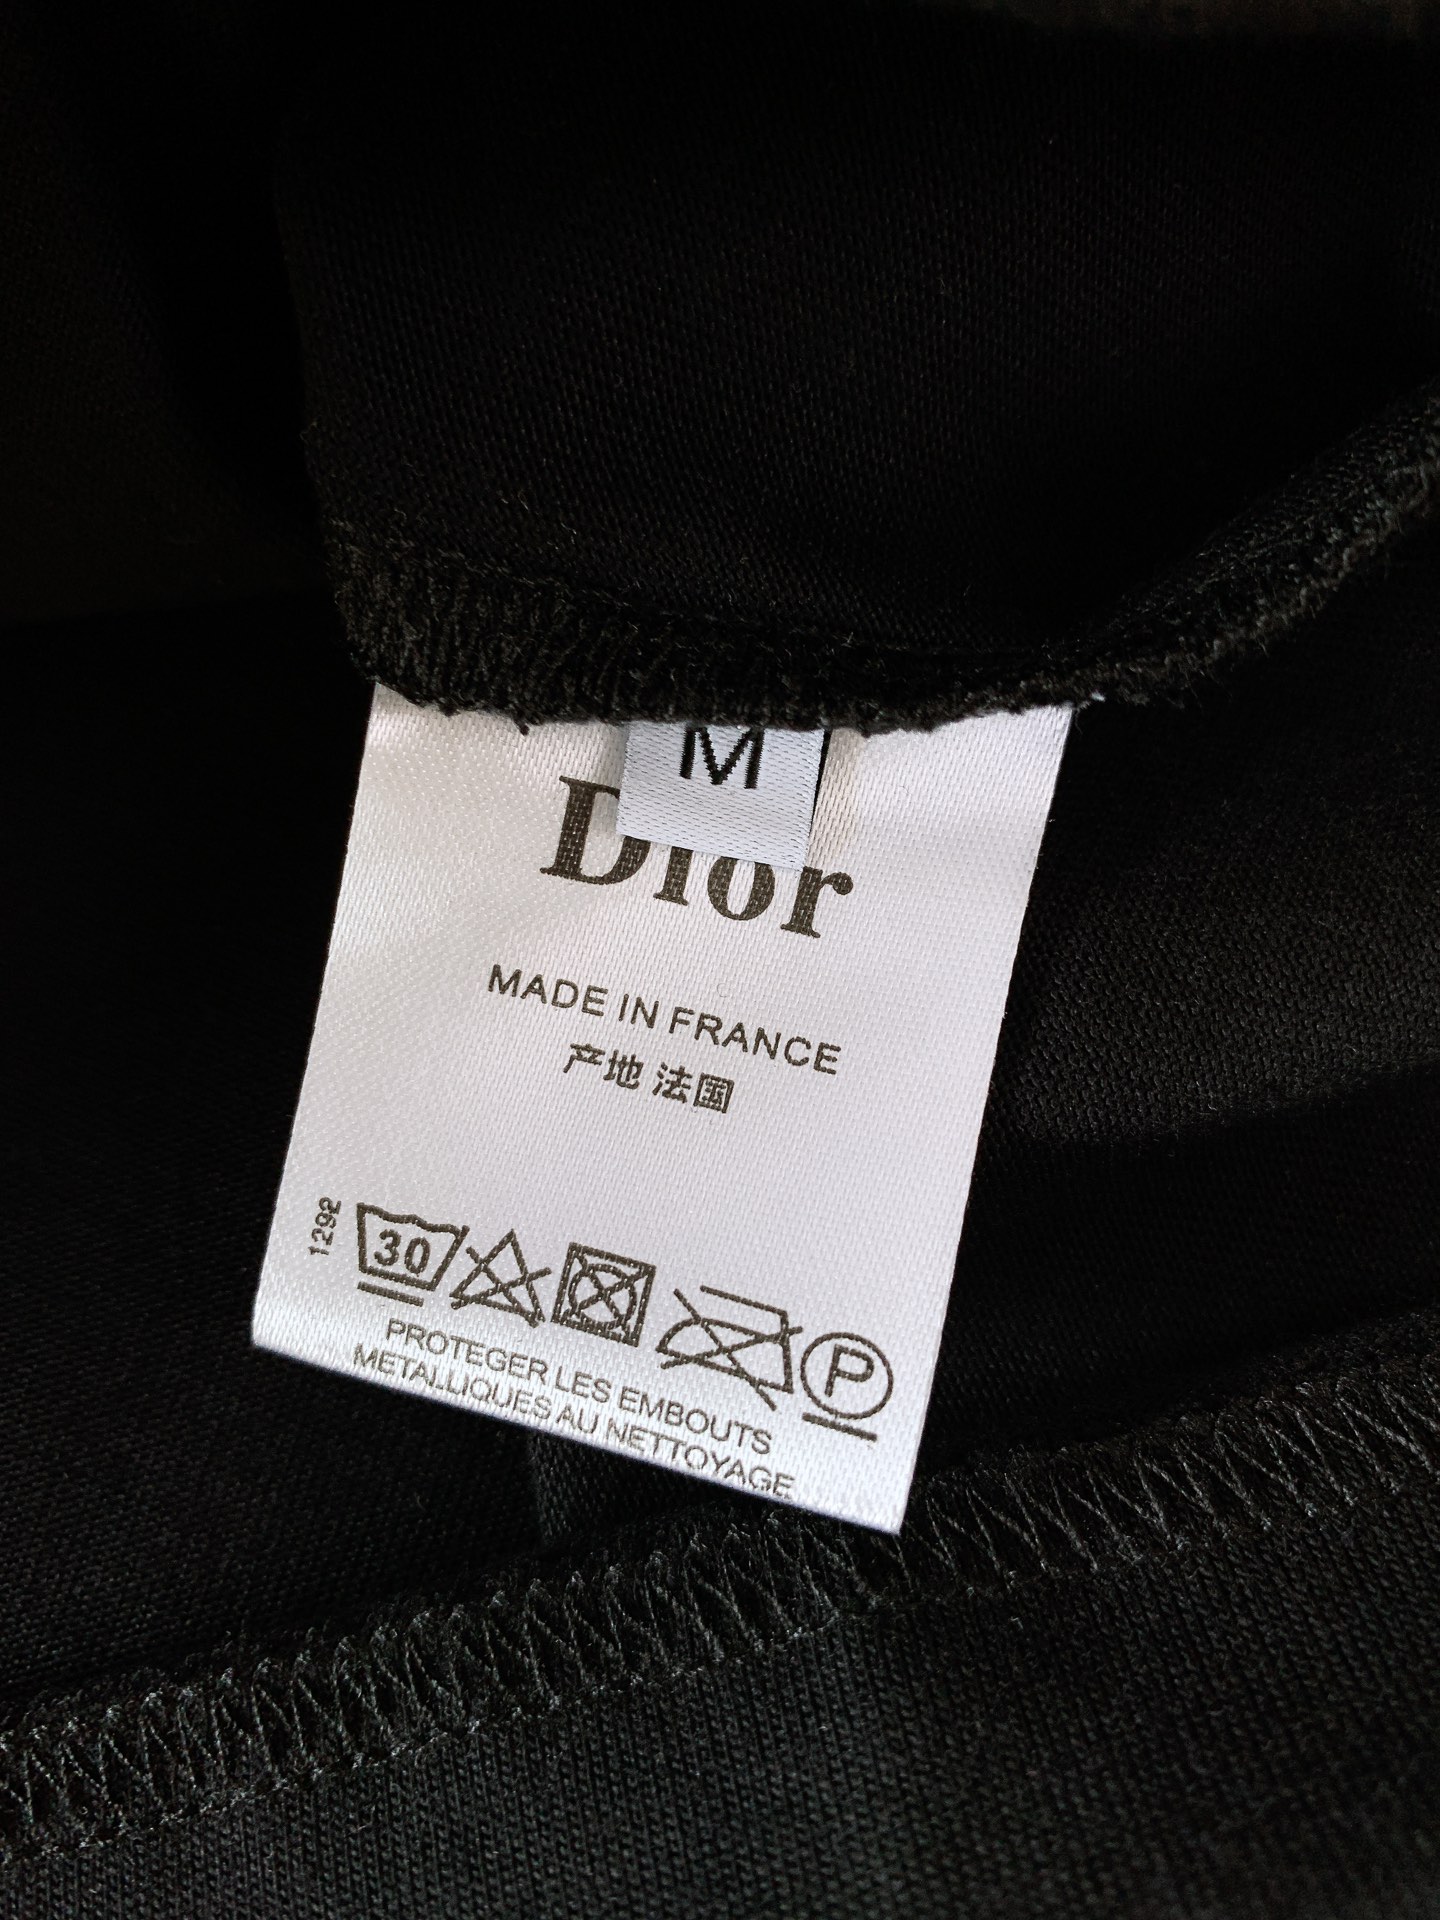 M
Dior
MADE IN FRANCE
产地 法国
1292
30
P
PROTEGER LES EMBOUTS
METALLIQUES AU NETTOYAGE